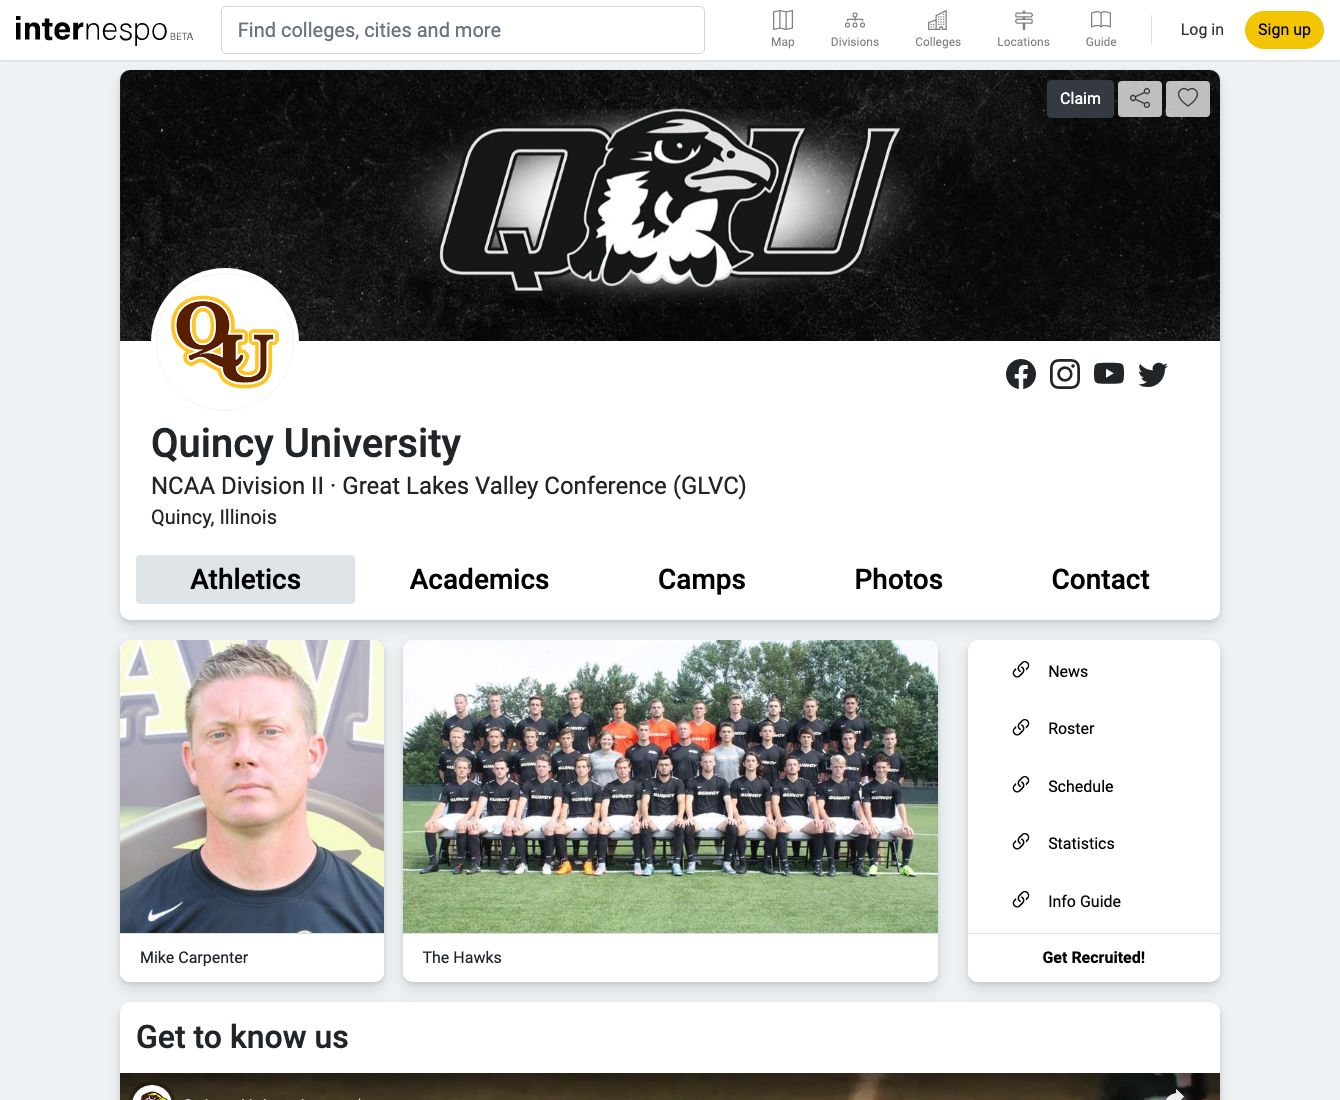 internespo BETA
Find colleges, cities and more
Map
Divisions
Colleges
Locations
Guide
Log in
Sign up
Claim
QU
QU
Quincy University
NCAA Division II · Great Lakes Valley Conference (GLVC)
Quincy, Illinois
Athletics
Academics
Camps
Photos
Contact
Mike Carpenter
The Hawks
News
Roster
Schedule
Statistics
Info Guide
Get Recruited!
Get to know us